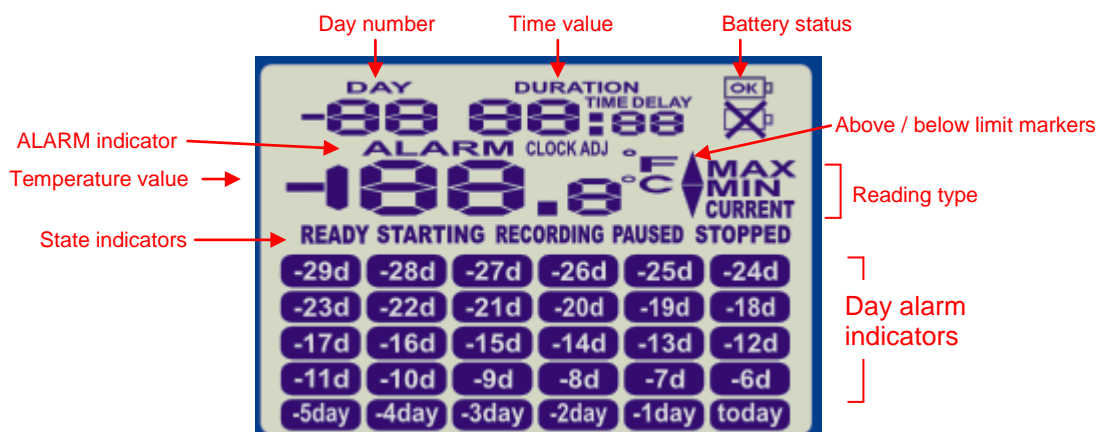 Day number Time value Battery status
DAY DURATION OK
-88 88:88 TIME DELAY
ALARM indicator ALARM CLOCK ADJ °F Above / below limit markers
Temperature value -188.8 °C MAX
MIN Reading type
CURRENT
State indicators READY STARTING RECORDING PAUSED STOPPED
-29d -28d -27d -26d -25d -24d
-23d -22d -21d -20d -19d -18d Day alarm
-17d -16d -15d -14d -13d -12d indicators
-11d -10d -9d -8d -7d -6d
-5day -4day -3day -2day -1day today